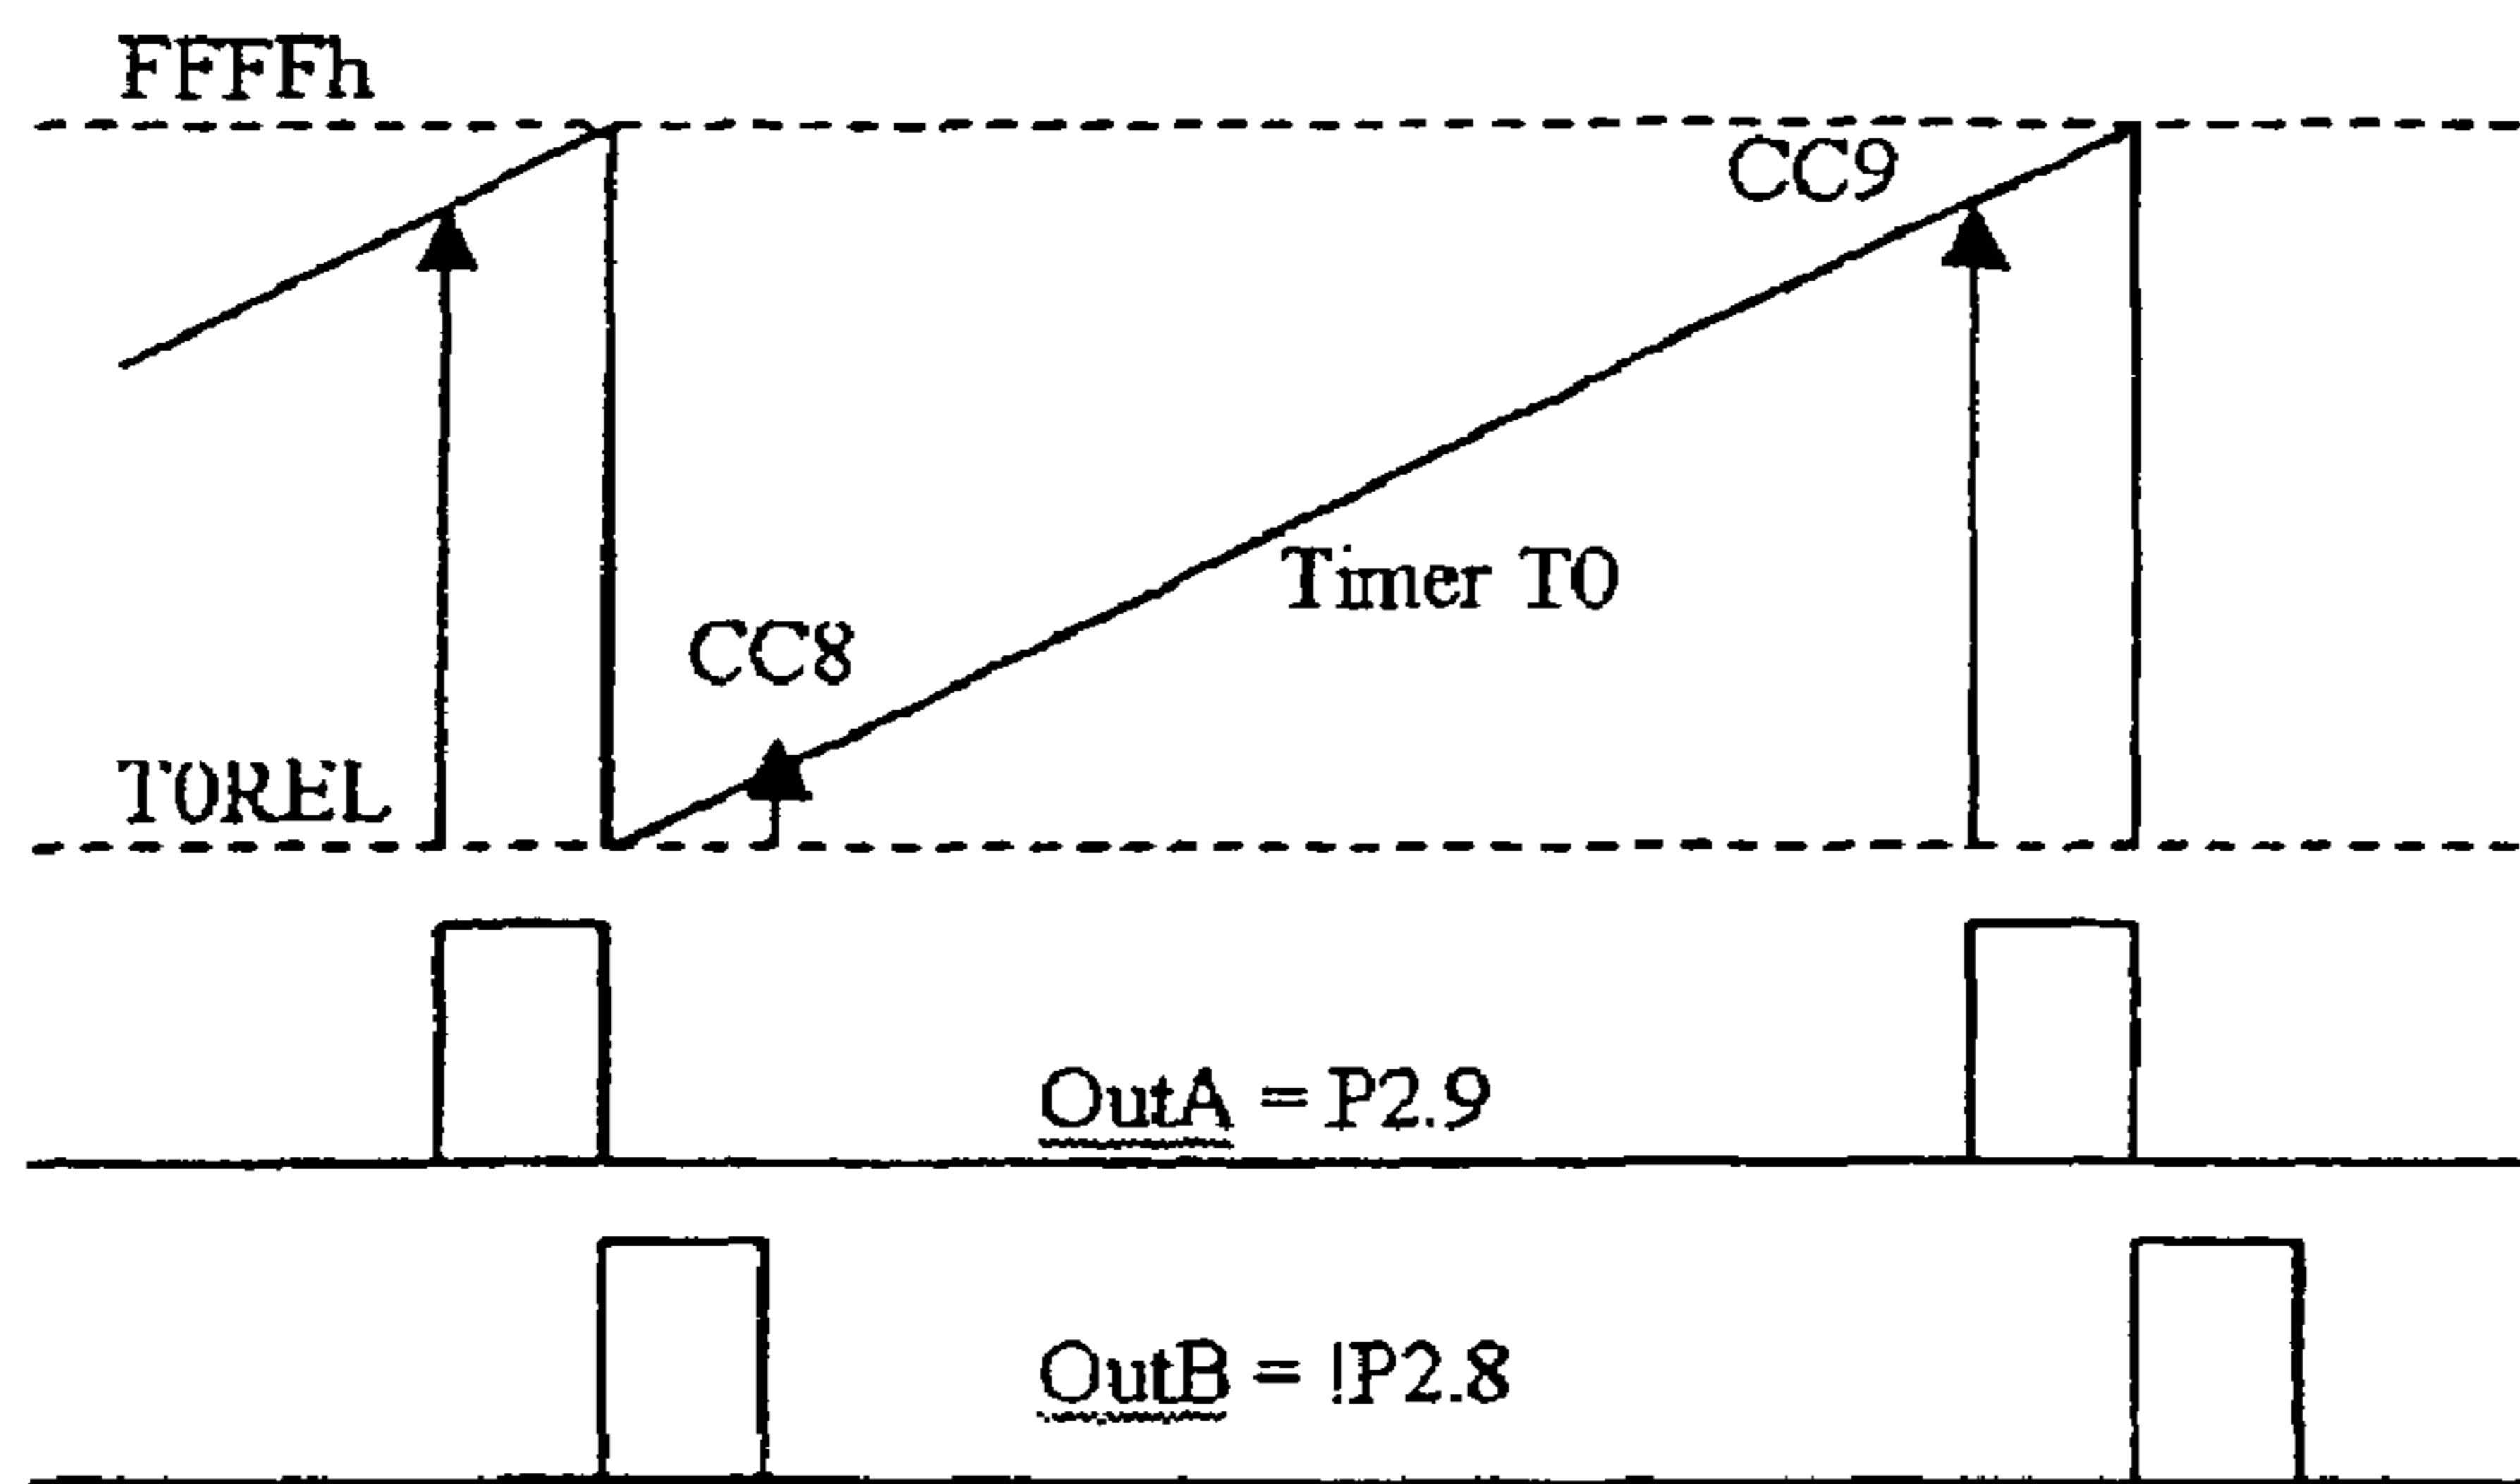 FFFFh
CC9
Timer T0
CC8
T0REL
OutA = P2.9
OutB = !P2.8